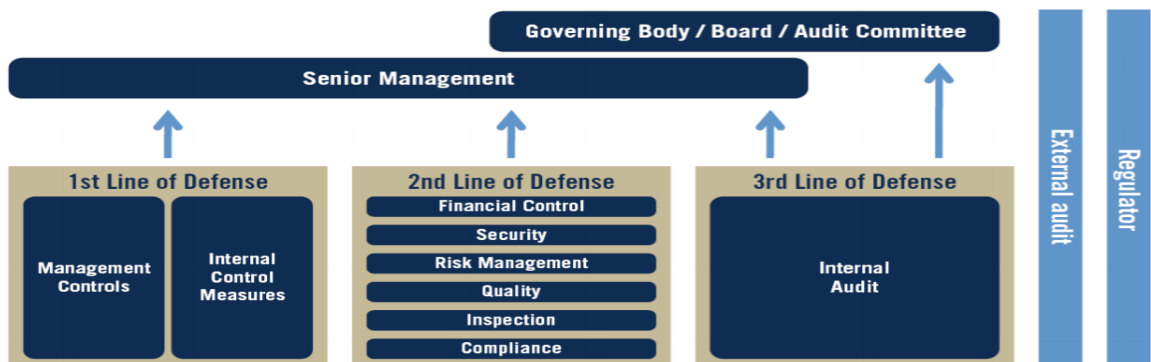 Governing Body / Board / Audit Committee
Senior Management
1st Line of Defense
Management
Controls
Internal
Control
Measures
2nd Line of Defense
Financial Control
Security
Risk Management
Quality
Inspection
Compliance
3rd Line of Defense
Internal
Audit
External audit
Regulator